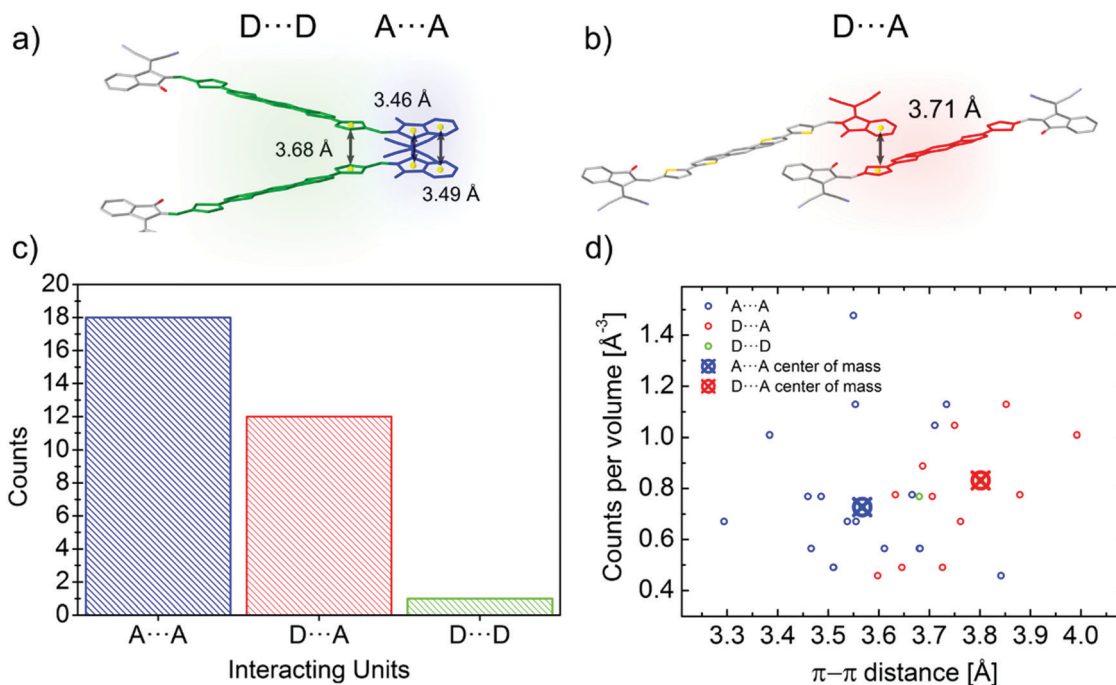 a)
D···D A···A
3.46 Å
3.68 Å
3.49 Å
b)
D···A
3.71 Å
c)
20
18
16
14
12
10
8
6
4
2
0
Counts
A···A D···A D···D
Interacting Units
d)
A···A
D···A
D···D
A···A center of mass
D···A center of mass
1.4
1.2
1.0
0.8
0.6
0.4
Counts per volume [Å⁻³]
3.3 3.4 3.5 3.6 3.7 3.8 3.9 4.0
π–π distance [Å]